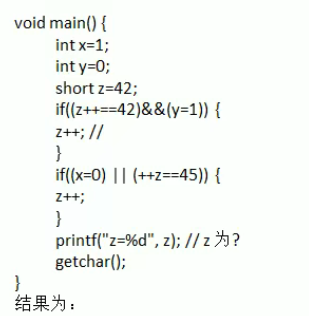 void main() {
int x=1;
int y=0;
short z=42;
if((z++==42)&&(y=1)) {
z++; //
}
if((x=0) || (++z==45)) {
z++;
}
printf("z=%d", z); // z 为?
getchar();
}
结果为：